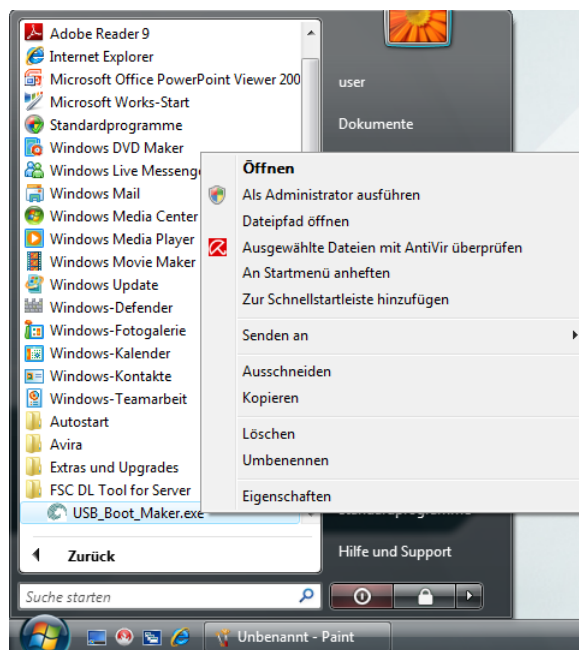 Adobe Reader 9
Internet Explorer
Microsoft Office PowerPoint Viewer 200
Microsoft Works-Start
Standardprogramme
Windows DVD Maker
Windows Live Messeng
Windows Mail
Windows Media Center
Windows Media Player
Windows Movie Maker
Windows Update
Windows-Defender
Windows-Fotogalerie
Windows-Kalender
Windows-Kontakte
Windows-Teamarbeit
Autostart
Avira
Extras und Upgrades
FSC DL Tool for Server
USB_Boot_Maker.exe
Zurück
Suche starten
user
Dokumente
Öffnen
Als Administrator ausführen
Dateipfad öffnen
Ausgewählte Dateien mit AntiVir überprüfen
An Startmenü anheften
Zur Schnellstartleiste hinzufügen
Senden an
Ausschneiden
Kopieren
Löschen
Umbenennen
Eigenschaften
Standardprogramme
Hilfe und Support
Unbenannt - Paint